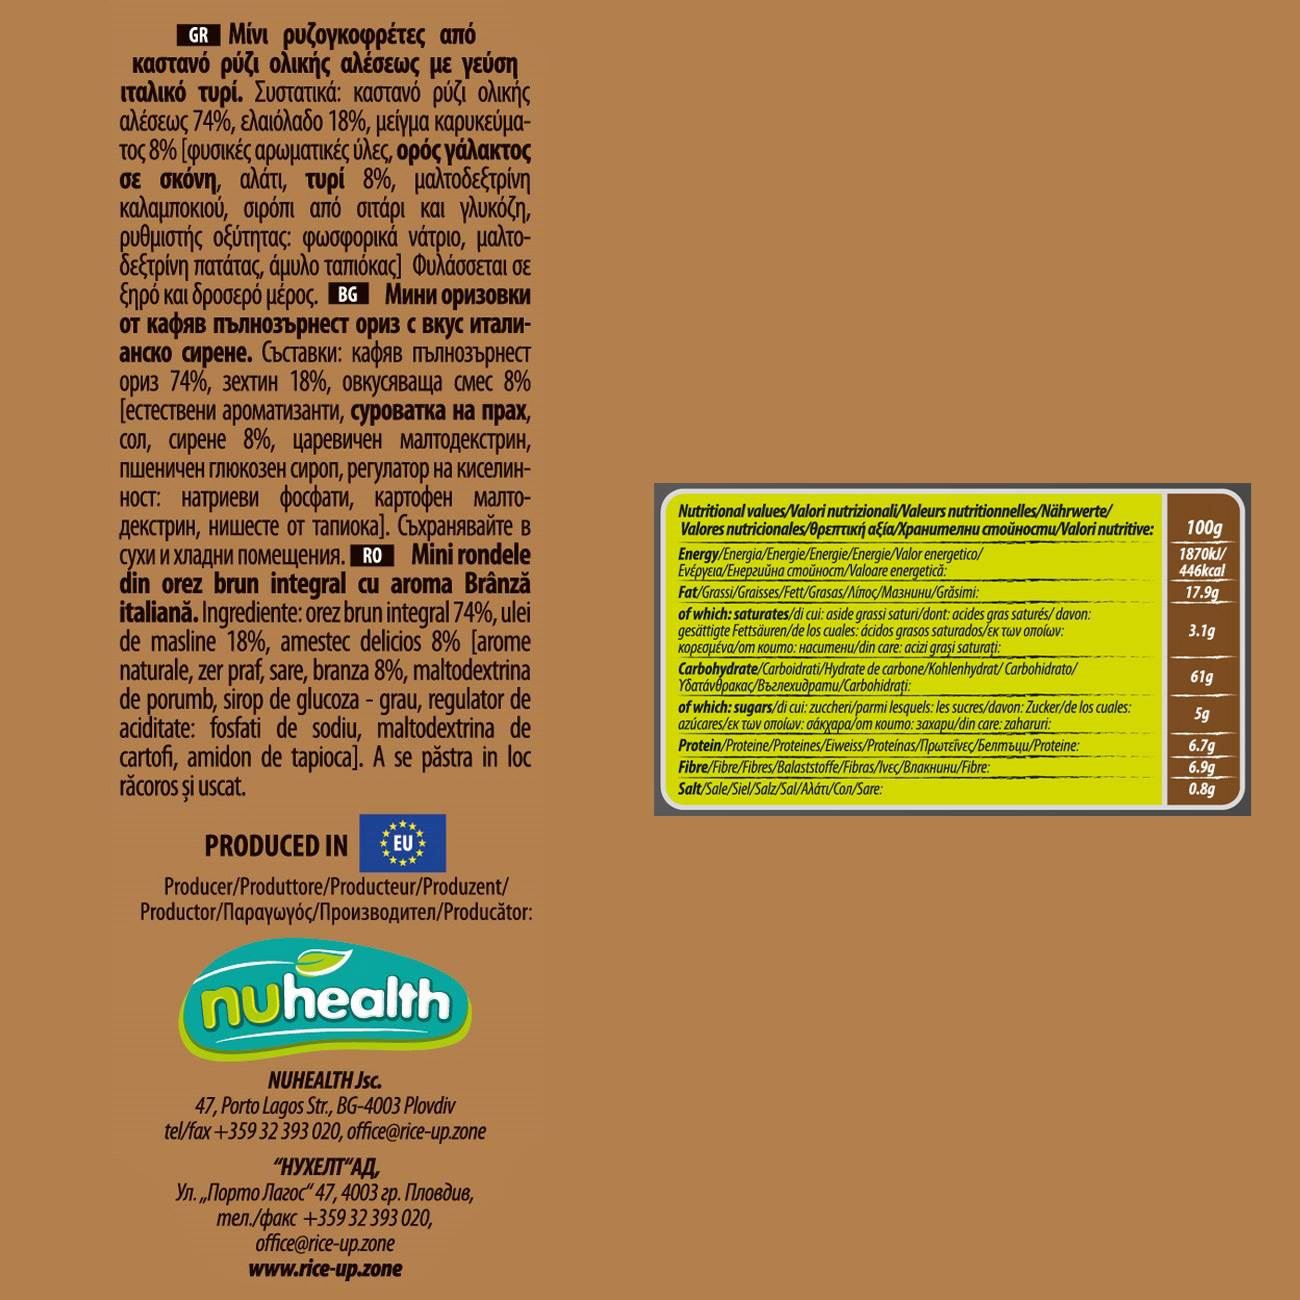 GR Μίνι ρυζογκοφρέτες από
καστανό ρύζι ολικής αλέσεως με γεύση
ιταλικό τυρί. Συστατικά: καστανό ρύζι ολικής
αλέσεως 74%, ελαιόλαδο 18%, μείγμα καρυκεύμα-
τος 8% [φυσικές αρωματικές ύλες, ορός γάλακτος
σε σκόνη, αλάτι, τυρί 8%, μαλτοδεξτρίνη
καλαμποκιού, σιρόπι από σιτάρι και γλυκόζη,
ρυθμιστής οξύτητας: φωσφορικά νάτριο, μαλτο-
δεξτρίνη πατάτας, άμυλο ταπιόκας] Φυλάσσεται σε
ξηρό και δροσερό μέρος. BG Мини оризовки
от кафяв пълнозърнест ориз с вкус итали-
анско сирене. Съставки: кафяв пълнозърнест
ориз 74%, зехтин 18%, овкусяваща смес 8%
[естествени ароматизанти, суроватка на прах,
сол, сирене 8%, царевичен малтодекстрин,
пшеничен глюкозен сироп, регулатор на киселин-
ност: натриеви фосфати, картофен малто-
декстрин, нишесте от тапиока]. Съхранявайте в
сухи и хладни помещения. RO Mini rondele
din orez brun integral cu aroma Brânză
italiană. Ingrediente: orez brun integral 74%, ulei
de masline 18%, amestec delicios 8% [arome
naturale, zer praf, sare, branza 8%, maltodextrina
de porumb, sirop de glucoza - grau, regulator de
aciditate: fosfati de sodiu, maltodextrina de
cartofi, amidon de tapioca]. A se păstra in loc
răcoros și uscat.
PRODUCED IN EU
Producer/Produttore/Producteur/Produzent/
Productor/Παραγωγός/Производител/Producător:
nuhealth
NUHEALTH Jsc.
47, Porto Lagos Str., BG-4003 Plovdiv
tel/fax +359 32 393 020, office@rice-up.zone
“НУХЕЛТ“АД,
Ул. „Порто Лагос“ 47, 4003 гр. Пловдив,
тел./факс +359 32 393 020,
office@rice-up.zone
www.rice-up.zone
Nutritional values/Valori nutrizionali/Valeurs nutritionnelles/Nährwerte/
Valores nutricionales/θρεπτική αξία/Хранителни стойности/Valori nutritive: 100g
Energy/Energia/Energie/Energie/Energie/Valor energetico/ 1870kJ/
Ενέργεια/Енергийна стойност/Valoare energetică: 446kcal
Fat/Grassi/Graisses/Fett/Grasas/Λίπος/Мазнини/Grăsimi: 17.9g
of which: saturates/di cui: aside grassi saturi/dont: acides gras saturés/ davon:
gesättigte Fettsäuren/de los cuales: ácidos grasos saturados/εκ των οποίων: 3.1g
κορεσμένα/от които: наситени/din care: acizi grași saturați:
Carbohydrate/Carboidrati/Hydrate de carbone/Kohlenhydrat/ Carbohidrato/
Υδατάνθρακας/Въглехидрати/Carbohidrați: 61g
of which: sugars/di cui: zuccheri/parmi lesquels: les sucres/davon: Zucker/de los cuales:
azúcares/εκ των οποίων: σάκχαρα/от които: захари/din care: zaharuri: 5g
Protein/Proteine/Proteines/Eiweiss/Proteínas/Πρωτεΐνες/Белтъци/Proteine: 6.7g
Fibre/Fibre/Fibres/Balaststoffe/Fibras/Ινες/Влакнини/Fibre: 6.9g
Salt/Sale/Siel/Salz/Sal/Αλάτι/Сол/Sare: 0.8g